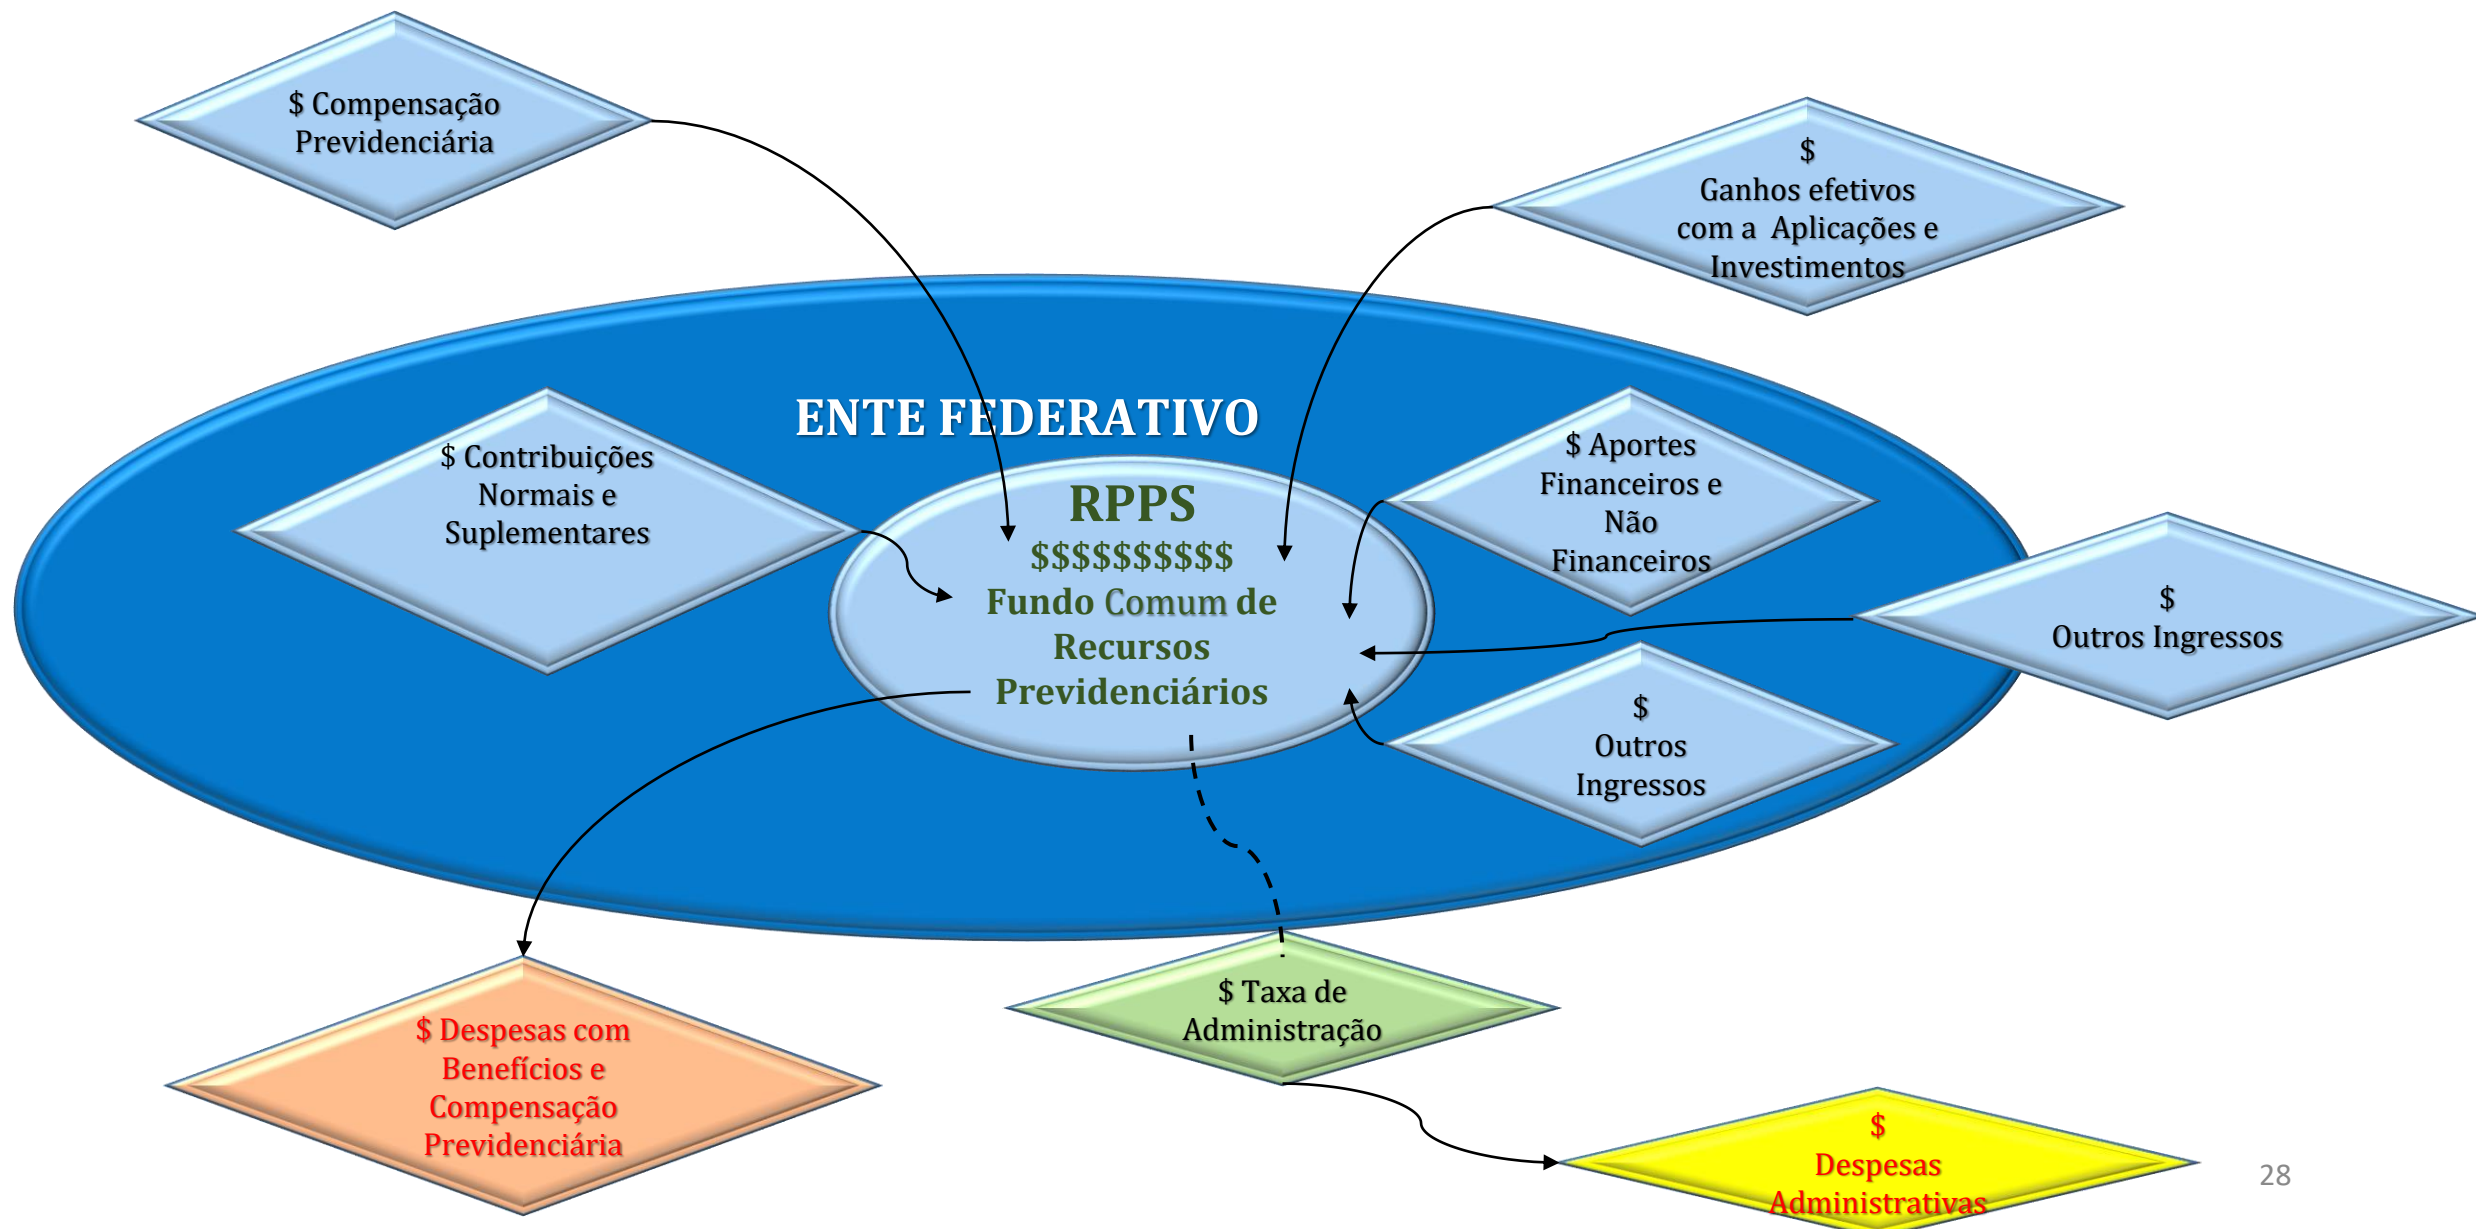 $ Compensação
Previdenciária
$
Ganhos efetivos
com a  Aplicações e
Investimentos
ENTE FEDERATIVO
$ Contribuições
Normais e
Suplementares
RPPS
$$$$$$$$$$
Fundo Comum de
Recursos
Previdenciários
$ Aportes
Financeiros e
Não
Financeiros
$
Outros Ingressos
$
Outros
Ingressos
$ Despesas com
Benefícios e
Compensação
Previdenciária
$ Taxa de
Administração
$
Despesas
Administrativas
28